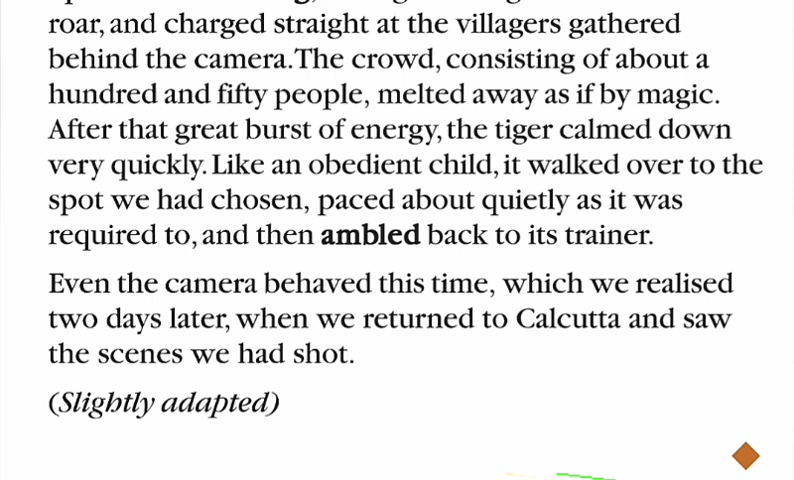 roar, and charged straight at the villagers gathered
behind the camera. The crowd, consisting of about a
hundred and fifty people, melted away as if by magic.
After that great burst of energy, the tiger calmed down
very quickly. Like an obedient child, it walked over to the
spot we had chosen, paced about quietly as it was
required to, and then ambled back to its trainer.
Even the camera behaved this time, which we realised
two days later, when we returned to Calcutta and saw
the scenes we had shot.
(Slightly adapted)